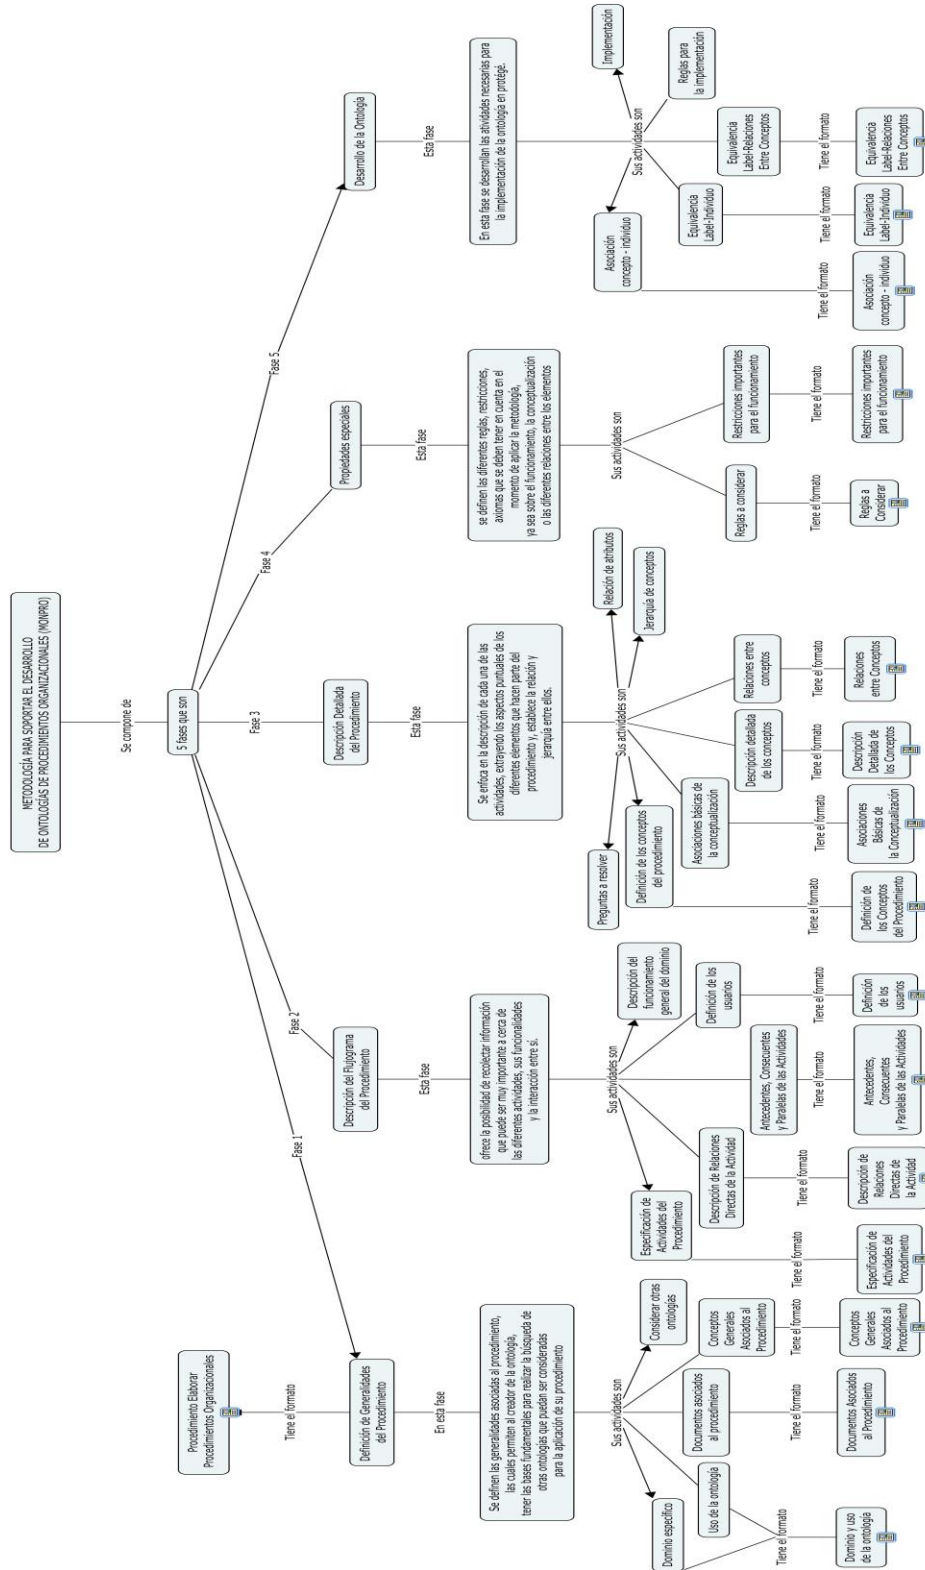 METODOLOGÍA PARA SOPORTAR EL DESARROLLO
DE ONTOLOGÍAS DE PROCEDIMIENTOS ORGANIZACIONALES (MONPRO)
Se compone de
5 fases que son
Fase 1
Fase 2
Fase 3
Fase 4
Fase 5
Procedimiento Elaborar
Procedimientos Organizacionales
Tiene el formato
Definición de Generalidades
del Procedimiento
En esta fase
Se definen las generalidades asociadas al procedimiento,
las cuales permiten al creador de la ontología,
tener las bases fundamentales para realizar la búsqueda de
otras ontologías que puedan ser consideradas
para la aplicación de su procedimiento
Sus actividades son
Dominio específico
Uso de la ontología
Documentos asociados
al procedimiento
Conceptos
Generales
Asociados al
Procedimiento
Considerar otras
ontologías
Tiene el formato
Tiene el formato
Tiene el formato
Dominio y uso
de la ontología
Documentos Asociados
al Procedimiento
Conceptos
Generales
Asociados al
Procedimiento
Descripción del Flujograma
del Procedimiento
Esta fase
ofrece la posibilidad de recolectar información
que puede ser muy importante a cerca de
las diferentes actividades, sus funcionalidades
y la interacción entre sí.
Sus actividades son
Especificación de
Actividades del
Procedimiento
Descripción de Relaciones
Directas de la Actividad
Antecedentes, Consecuentes
y Paralelas de las Actividades
Definición de los
usuarios
Descripción del
funcionamiento
general del dominio
Tiene el formato
Tiene el formato
Tiene el formato
Tiene el formato
Especificación de
Actividades del
Procedimiento
Descripción de
Relaciones
Directas de
la Actividad
Antecedentes,
Consecuentes
y Paralelas de las Actividades
Definición
de los
usuarios
Descripción Detallada
del Procedimiento
Esta fase
Se enfoca en la descripción de cada una de las
actividades, extrayendo los aspectos puntuales de los
diferentes elementos que hacen parte del
procedimiento y, establece la relación y
jerarquía entre ellos.
Sus actividades son
Preguntas a resolver
Definición de los conceptos
del procedimiento
Asociaciones básicas de
la conceptualización
Descripción detallada
de los conceptos
Relaciones entre
conceptos
Jerarquía de conceptos
Relación de atributos
Tiene el formato
Tiene el formato
Tiene el formato
Tiene el formato
Definición de
los Conceptos
del Procedimiento
Asociaciones
Básicas de
la Conceptualización
Descripción
Detallada de
los Conceptos
Relaciones
entre Conceptos
Propiedades especiales
Esta fase
se definen las diferentes reglas, restricciones,
axiomas que se deben tener en cuenta en el
momento de aplicar la metodología,
ya sea sobre el funcionamiento, la conceptualización
o las diferentes relaciones entre los elementos
Sus actividades son
Reglas a considerar
Restricciones importantes
para el funcionamiento
Tiene el formato
Tiene el formato
Reglas a
Considerar
Restricciones importantes
para el funcionamiento
Desarrollo de la Ontología
Esta fase
En esta fase se desarrollan las atividades necesarias para
la implementación de la ontología en protégé.
Sus actividades son
Asociación
concepto - individuo
Equivalencia
Label-Individuo
Equivalencia
Label-Relaciones
Entre Conceptos
Reglas para
la implementación
Implementación
Tiene el formato
Tiene el formato
Tiene el formato
Asociación
concepto - individuo
Equivalencia
Label-Individuo
Equivalencia
Label-Relaciones
Entre Conceptos